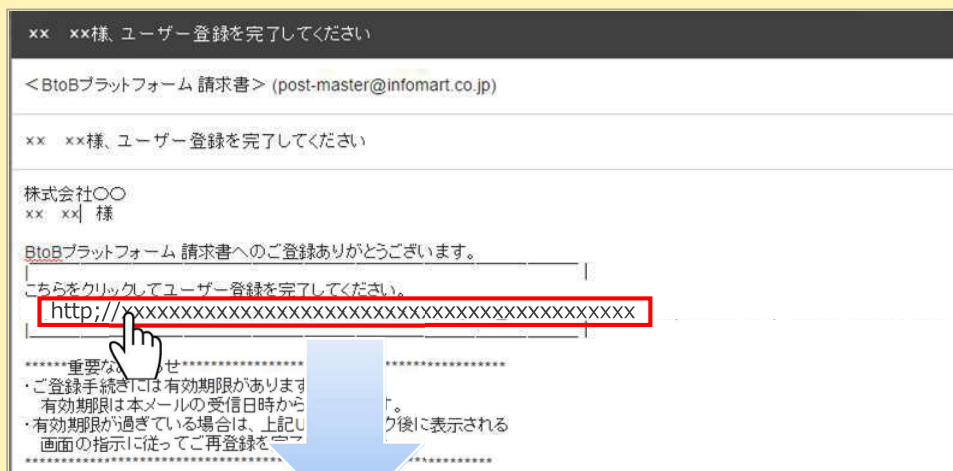 ×× ××様、ユーザー登録を完了してください
＜BtoBプラットフォーム 請求書＞ (post-master@infomart.co.jp)
×× ××様、ユーザー登録を完了してください
株式会社〇〇
×× ×× 様
BtoBプラットフォーム 請求書へのご登録ありがとうございます。
こちらをクリックしてユーザー登録を完了してください。
http;//xxxxxxxxxxxxxxxxxxxxxxxxxxxxxxxxxxxxxxxxxxx
******重要な せ******************************************
・ご登録手続きには有効期限があります
有効期限は本メールの受信日時から す。
・有効期限が過ぎている場合は、上記U ク後に表示される
画面の指示に従ってご再登録を完了
************************************************************